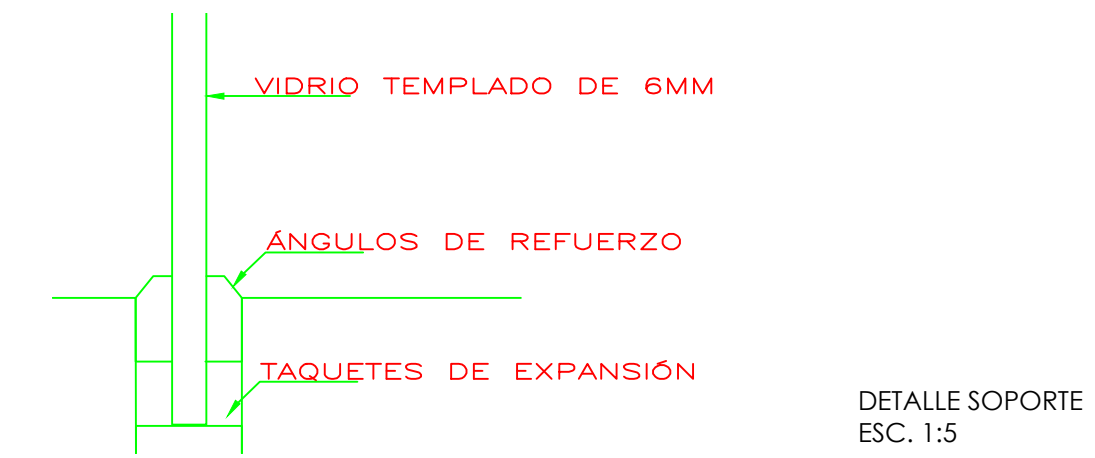 VIDRIO TEMPLADO DE 6MM
ÁNGULOS DE REFUERZO
TAQUETES DE EXPANSIÓN
DETALLE SOPORTE
ESC. 1:5